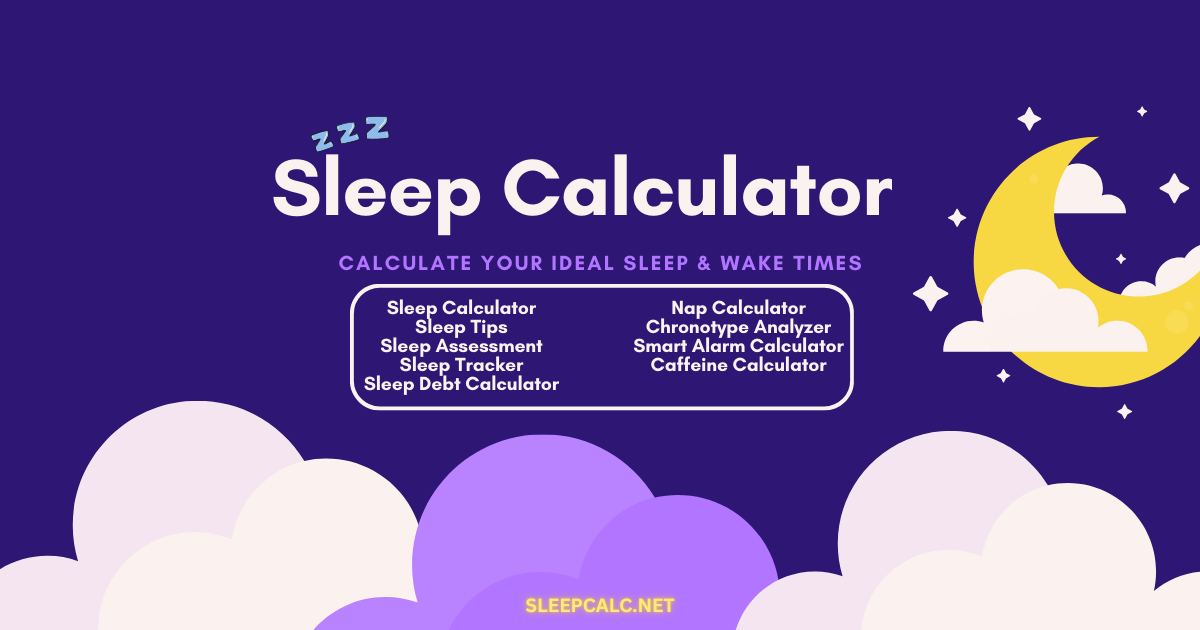 z z z
Sleep Calculator
CALCULATE YOUR IDEAL SLEEP & WAKE TIMES
Sleep Calculator
Sleep Tips
Sleep Assessment
Sleep Tracker
Sleep Debt Calculator
Nap Calculator
Chronotype Analyzer
Smart Alarm Calculator
Caffeine Calculator
SLEEPCALC.NET